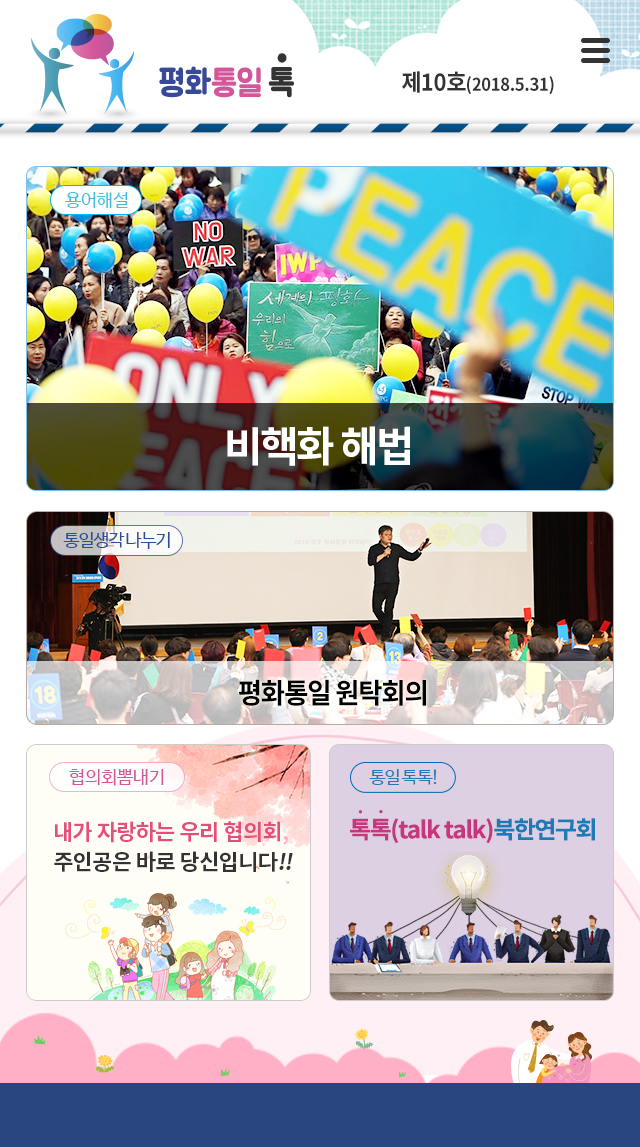 평화통일 톡
제10호(2018.5.31)
용어해설
NO
WAR
PEACE
IWPG
세계의 평화
우리의
힘으로
ONLY
PEACE
STOP WAR
비핵화 해법
통일생각 나누기
2
13
18
평화통일 원탁회의
협의회뽐내기
통일 톡톡!
내가 자랑하는 우리 협의회,
주인공은 바로 당신입니다!!
톡톡(talk talk)북한연구회